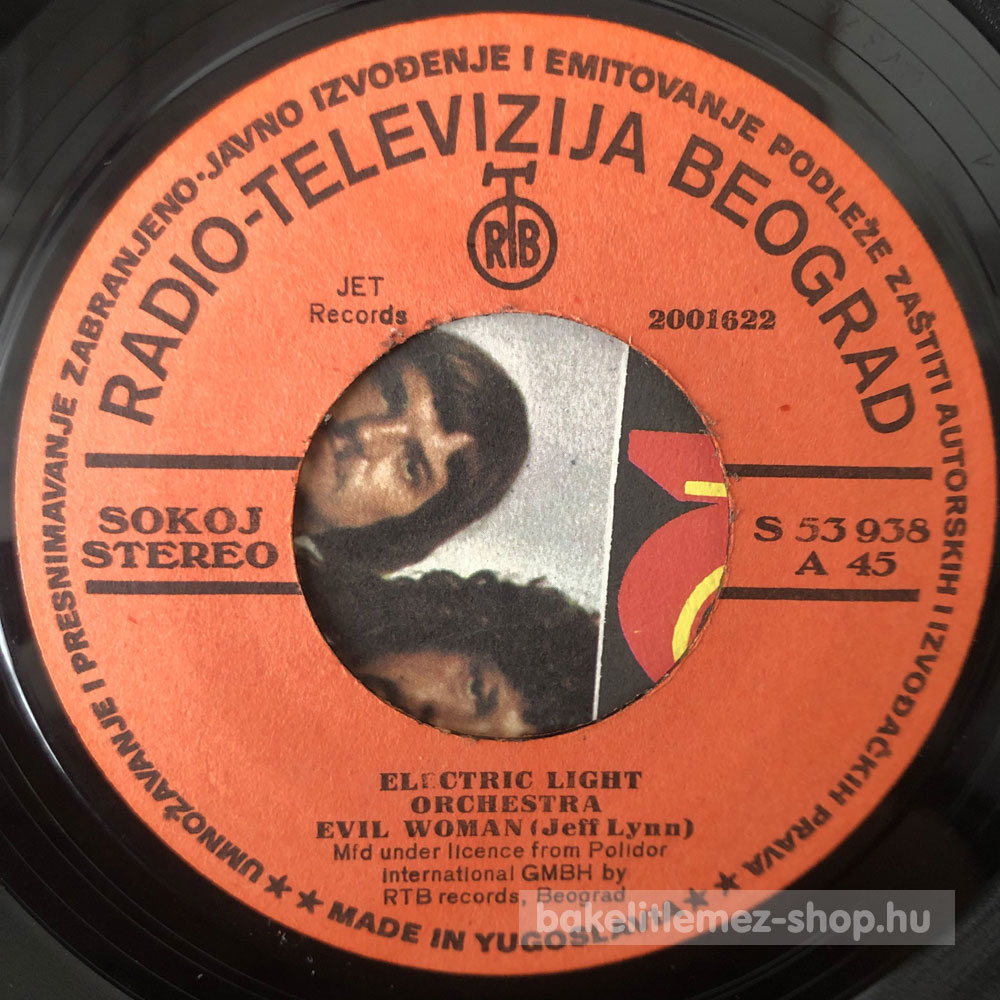 ★ UMNOŽAVANJE I PRESNIMAVANJE ZABRANJENO·JAVNO IZVOĐENJE I EMITOVANJE PODLEŽE ZAŠTITI AUTORSKIH I IZVOĐAČKIH PRAVA ★
RADIO-TELEVIZIJA BEOGRAD
RTB
JET
Records
2001622
SOKOJ
STEREO
S 53 938
A 45
ELECTRIC LIGHT
ORCHESTRA
EVIL WOMAN (Jeff Lynn)
Mfd under licence from Polidor
international GMBH by
RTB records, Beograd
★ MADE IN YUGOSLAVIA ★
bakelitlemez-shop.hu